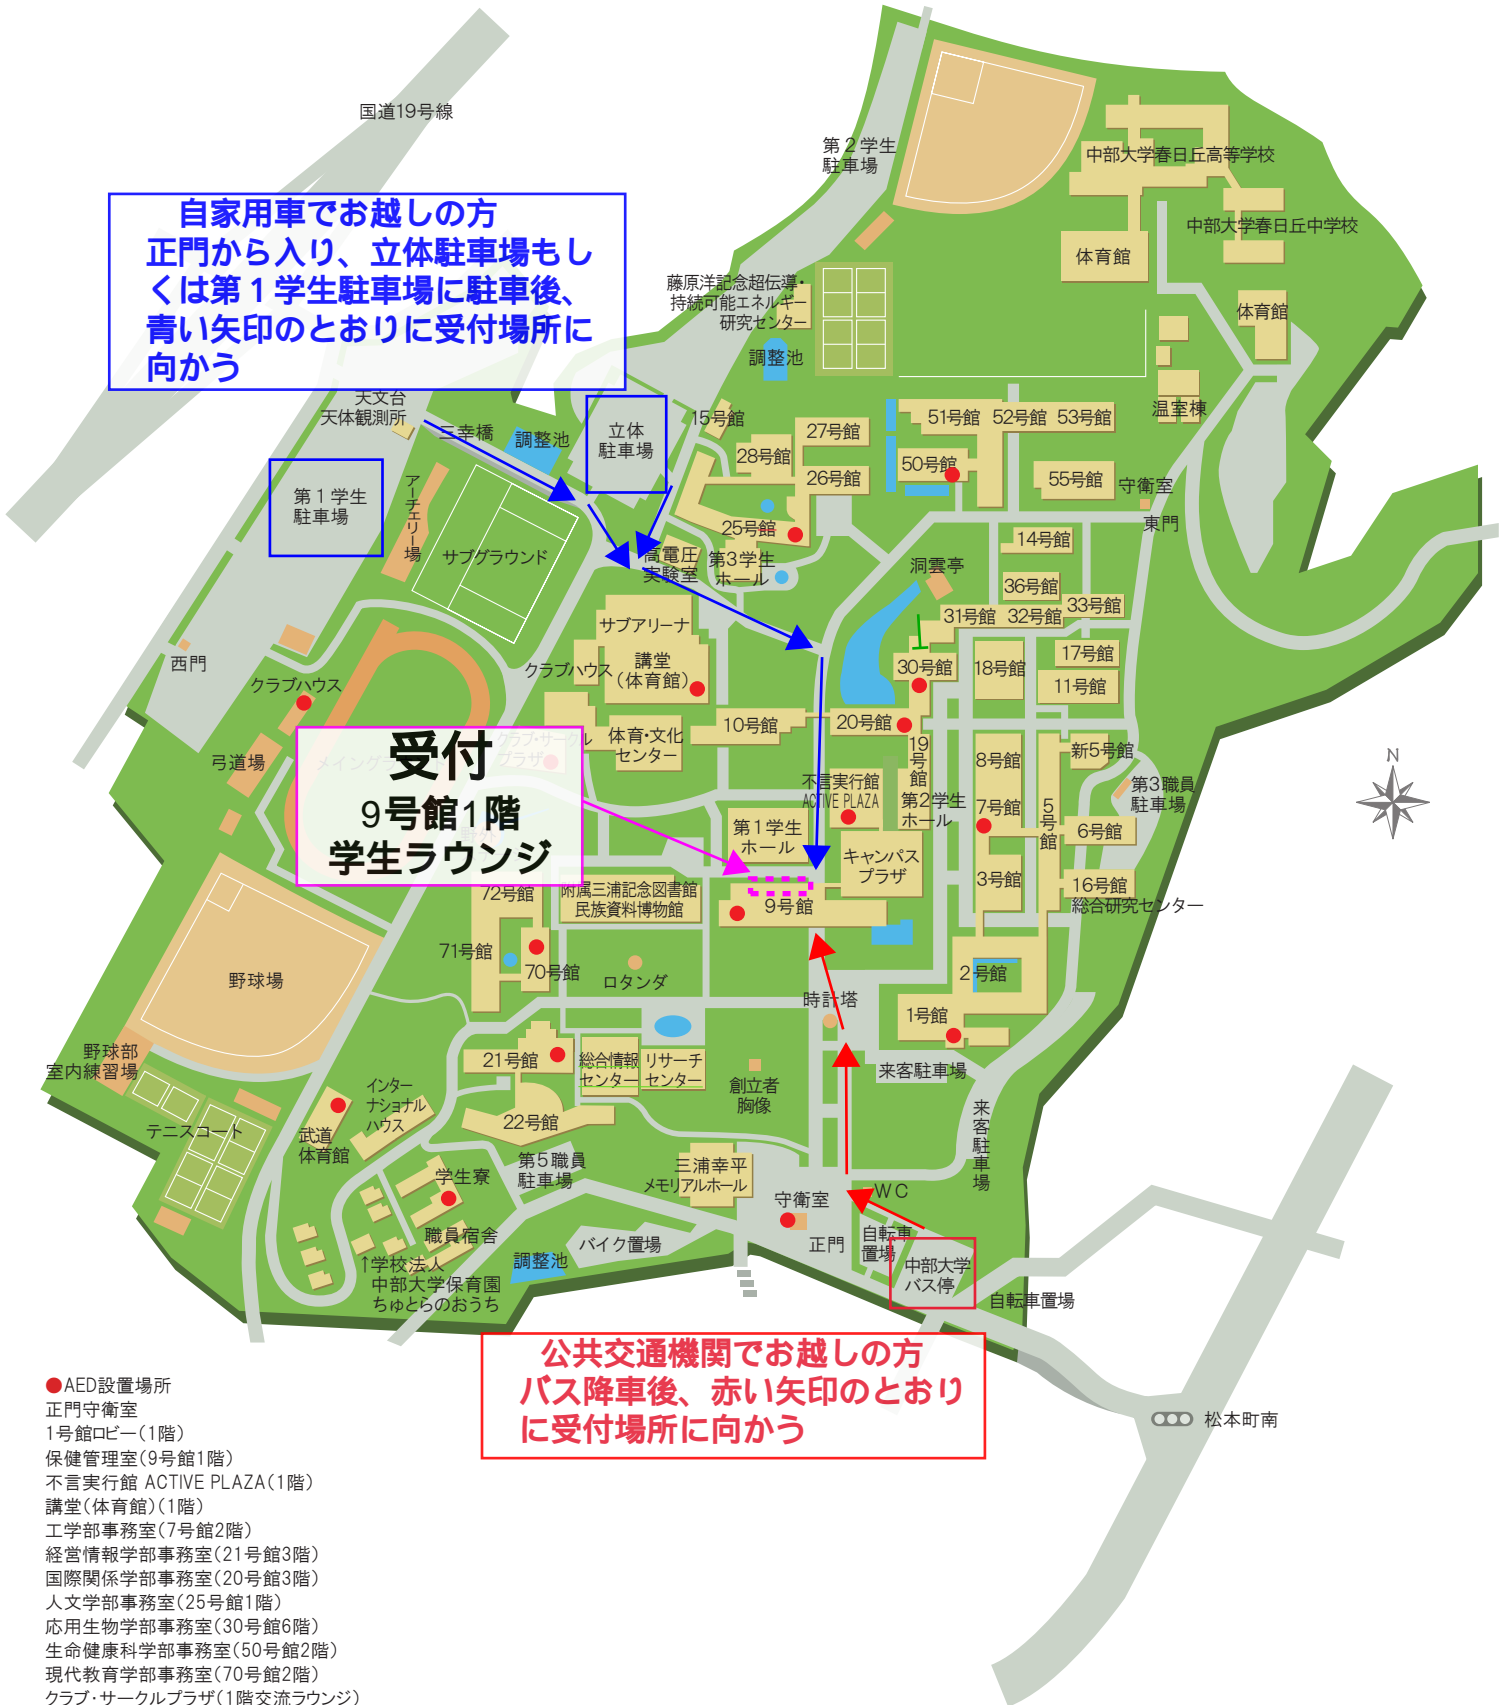 国道19号線
第２学生
駐車場
中部大学春日丘高等学校
中部大学春日丘中学校
体育館
自家用車でお越しの方
正門から入り、立体駐車場もし
くは第１学生駐車場に駐車後、
青い矢印のとおりに受付場所に
向かう
藤原洋記念超伝導・
持続可能エネルギー
研究センター
体育館
調整池
天文台
天体観測所
三幸橋
調整池
立体
駐車場
15号館
27号館
28号館
26号館
51号館
52号館
53号館
温室棟
50号館
55号館
守衛室
東門
第１学生
駐車場
アーチェリー場
サブグラウンド
25号館
高電圧
実験室
第3学生
ホール
14号館
洞雲亭
36号館
31号館
32号館
33号館
サブアリーナ
講堂
(体育館)
クラブハウス
西門
クラブハウス
30号館
18号館
17号館
11号館
10号館
20号館
体育・文化
センター
クラブ・サークル
プラザ
19号館
8号館
新5号館
弓道場
メイングラウンド
受付
9号館1階
学生ラウンジ
不言実行館
ACTIVE PLAZA
第2学生
ホール
7号館
5号館
第3職員
駐車場
6号館
N
第1学生
ホール
キャンパス
プラザ
3号館
16号館
総合研究センター
72号館
附属三浦記念図書館
民族資料博物館
9号館
71号館
70号館
ロタンダ
2号館
野球場
時計塔
1号館
野球部
室内練習場
21号館
総合情報
センター
リサーチ
センター
創立者
胸像
来客駐車場
来客駐車場
22号館
インター
ナショナル
ハウス
テニスコート
武道
体育館
学生寮
第5職員
駐車場
三浦幸平
メモリアルホール
守衛室
WC
職員宿舎
バイク置場
正門
自転車
置場
中部大学
バス停
調整池
↑学校法人
中部大学保育園
ちゅとらのおうち
自転車置場
公共交通機関でお越しの方
バス降車後、赤い矢印のとおり
に受付場所に向かう
松本町南
●AED設置場所
正門守衛室
1号館ロビー(1階)
保健管理室(9号館1階)
不言実行館 ACTIVE PLAZA(1階)
講堂(体育館)(1階)
工学部事務室(7号館2階)
経営情報学部事務室(21号館3階)
国際関係学部事務室(20号館3階)
人文学部事務室(25号館1階)
応用生物学部事務室(30号館6階)
生命健康科学部事務室(50号館2階)
現代教育学部事務室(70号館2階)
クラブ・サークルプラザ(1階交流ラウンジ)